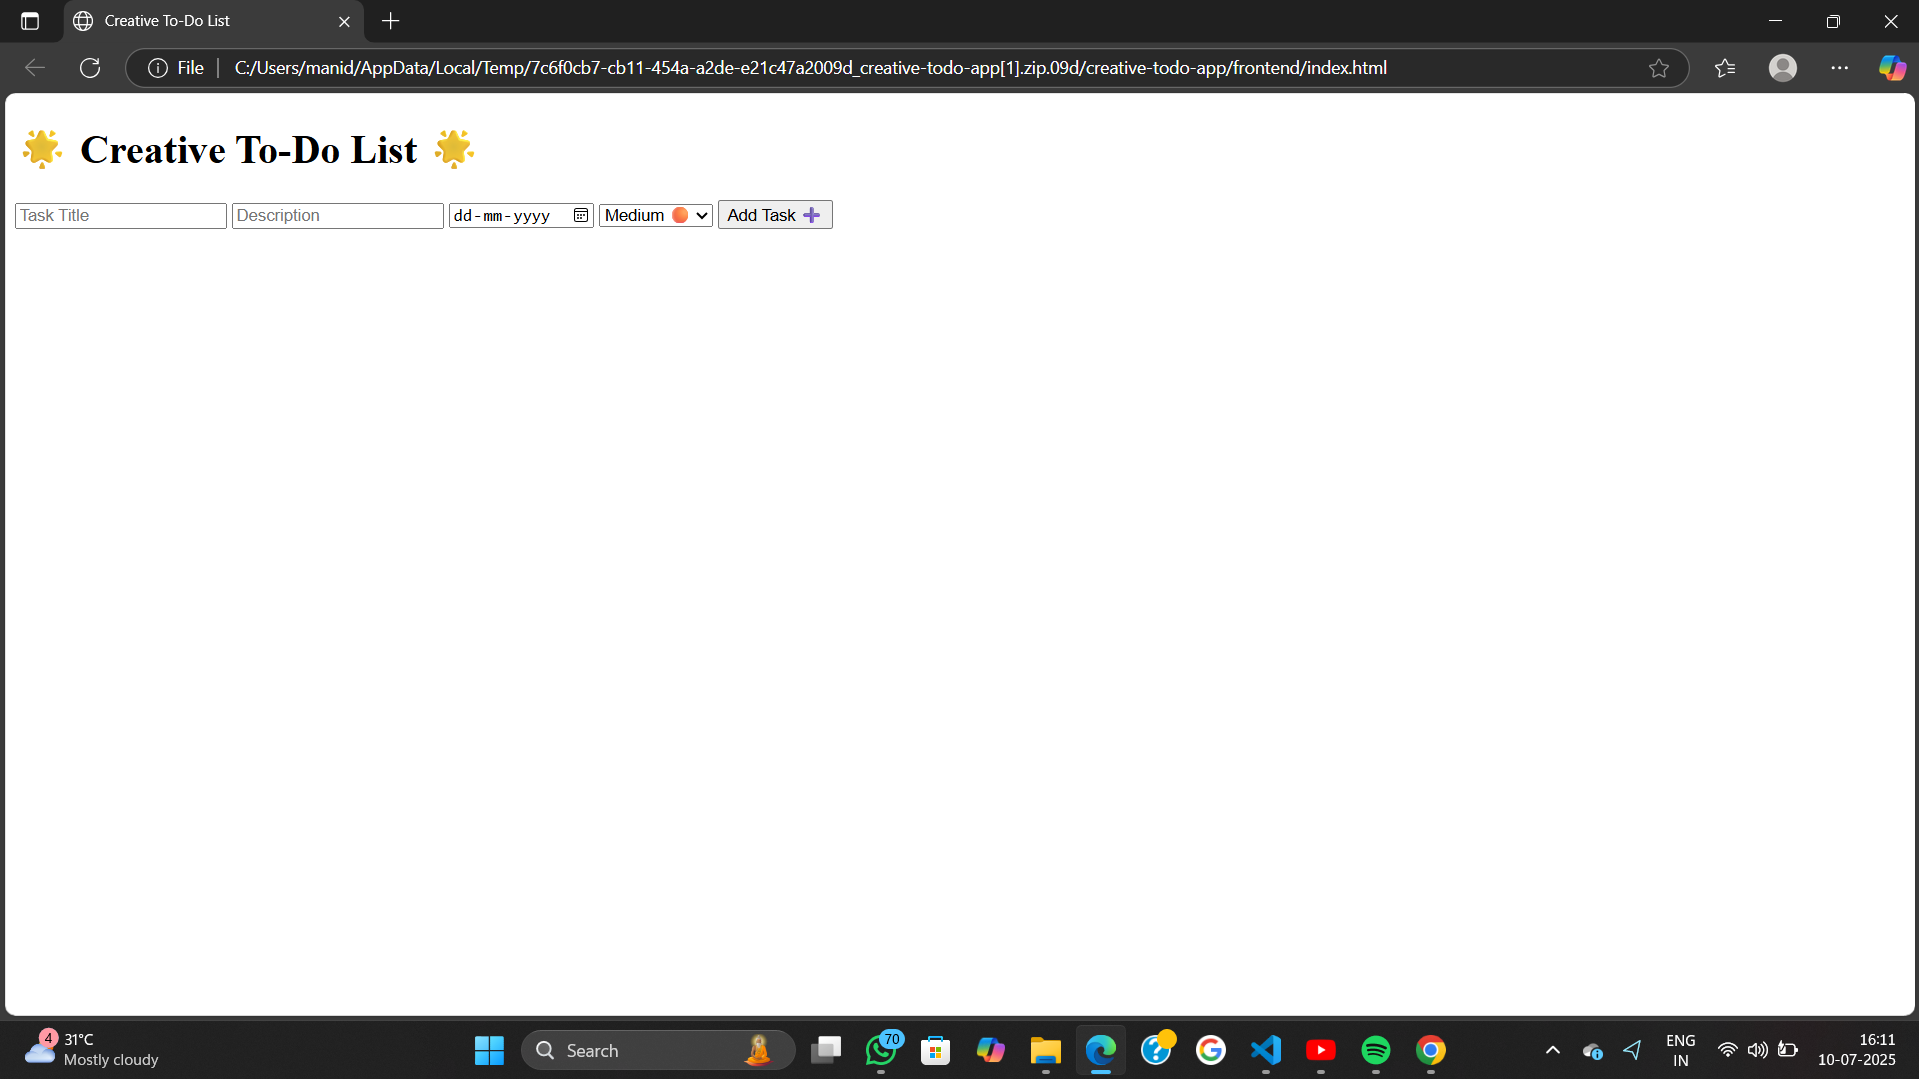 Creative To-Do List
File
C:/Users/manid/AppData/Local/Temp/7c6f0cb7-cb11-454a-a2de-e21c47a2009d_creative-todo-app[1].zip.09d/creative-todo-app/frontend/index.html
🌟 Creative To-Do List 🌟
Task Title Description dd-mm-yyyy Medium 🟠 Add Task ➕
4
31°C
Mostly cloudy
Search
70
ENG
IN
16:11
10-07-2025